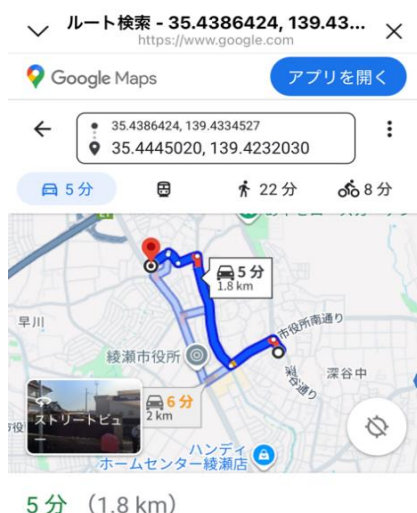 ルート検索 - 35.4386424, 139.43...
https://www.google.com
Google Maps
アプリを開く
35.4386424, 139.4334527
35.4445020, 139.4232030
5 分
22 分
8 分
5 分
1.8 km
早川
市役所南通り
綾瀬市役所
深谷通り
深谷中
6 分
2 km
ストリートビュ
ー
ハンディ
ホームセンター綾瀬店
5 分 (1.8 km)